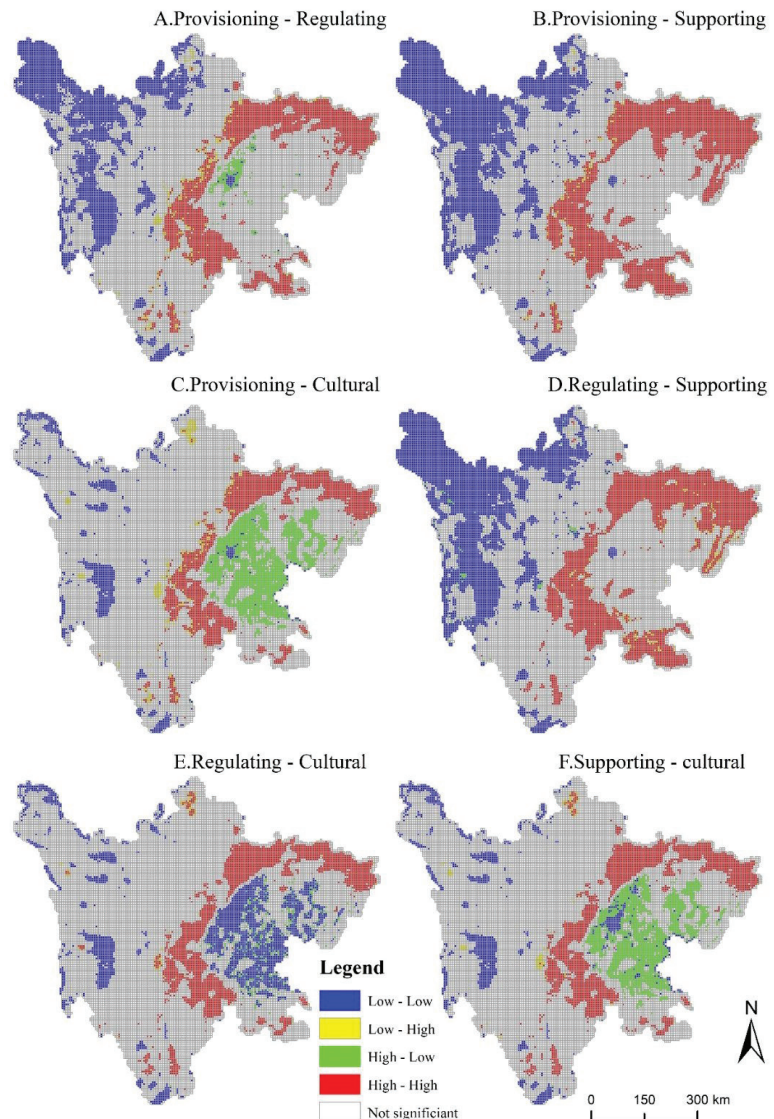 A.Provisioning - Regulating
B.Provisioning - Supporting
C.Provisioning - Cultural
D.Regulating - Supporting
E.Regulating - Cultural
F.Supporting - cultural
Legend
Low - Low
Low - High
High - Low
High - High
Not significiant
N
0 150 300 km